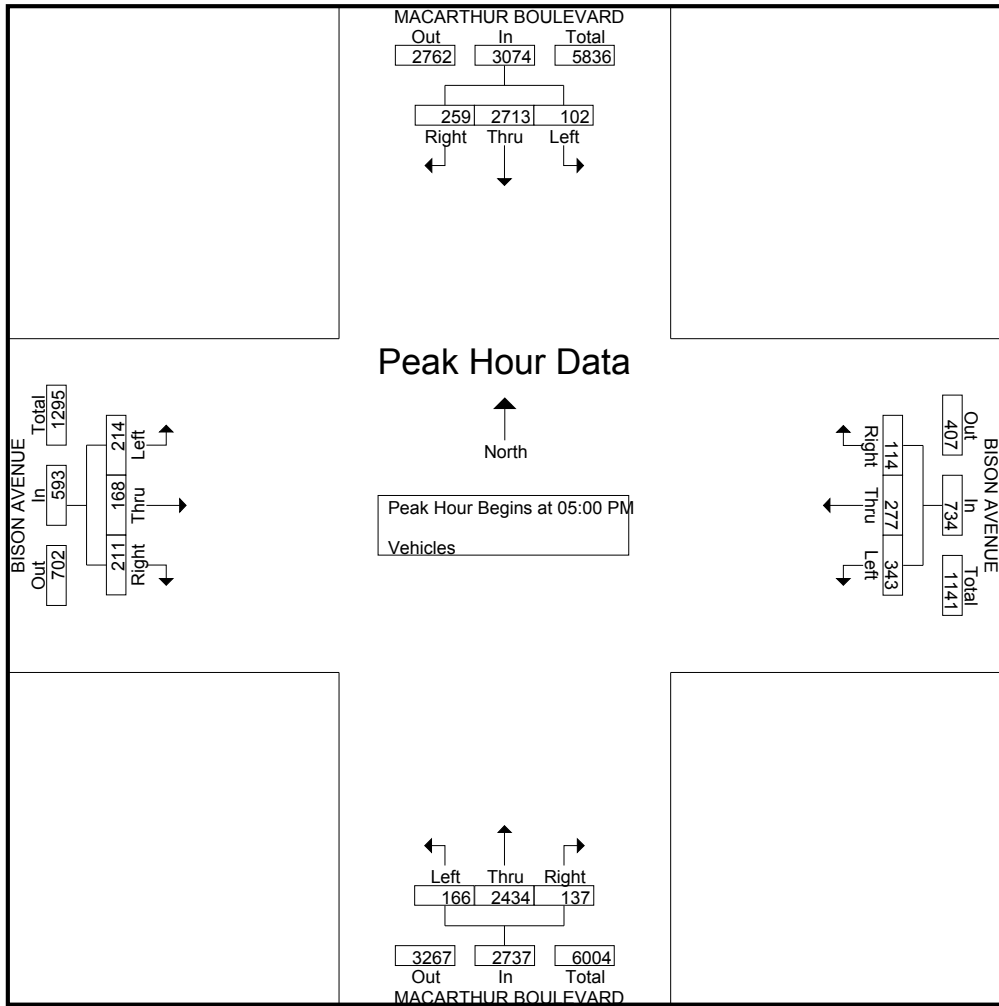 MACARTHUR BOULEVARD
Out In Total
2762 3074 5836
259 2713 102
Right Thru Left
Peak Hour Data
North
Peak Hour Begins at 05:00 PM
Vehicles
BISON AVENUE
Total In Out
1295 593 702
214 168 211
Left Thru Right
BISON AVENUE
Out In Total
407 734 1141
114 277 343
Right Thru Left
Left Thru Right
166 2434 137
3267 2737 6004
Out In Total
MACARTHUR BOULEVARD